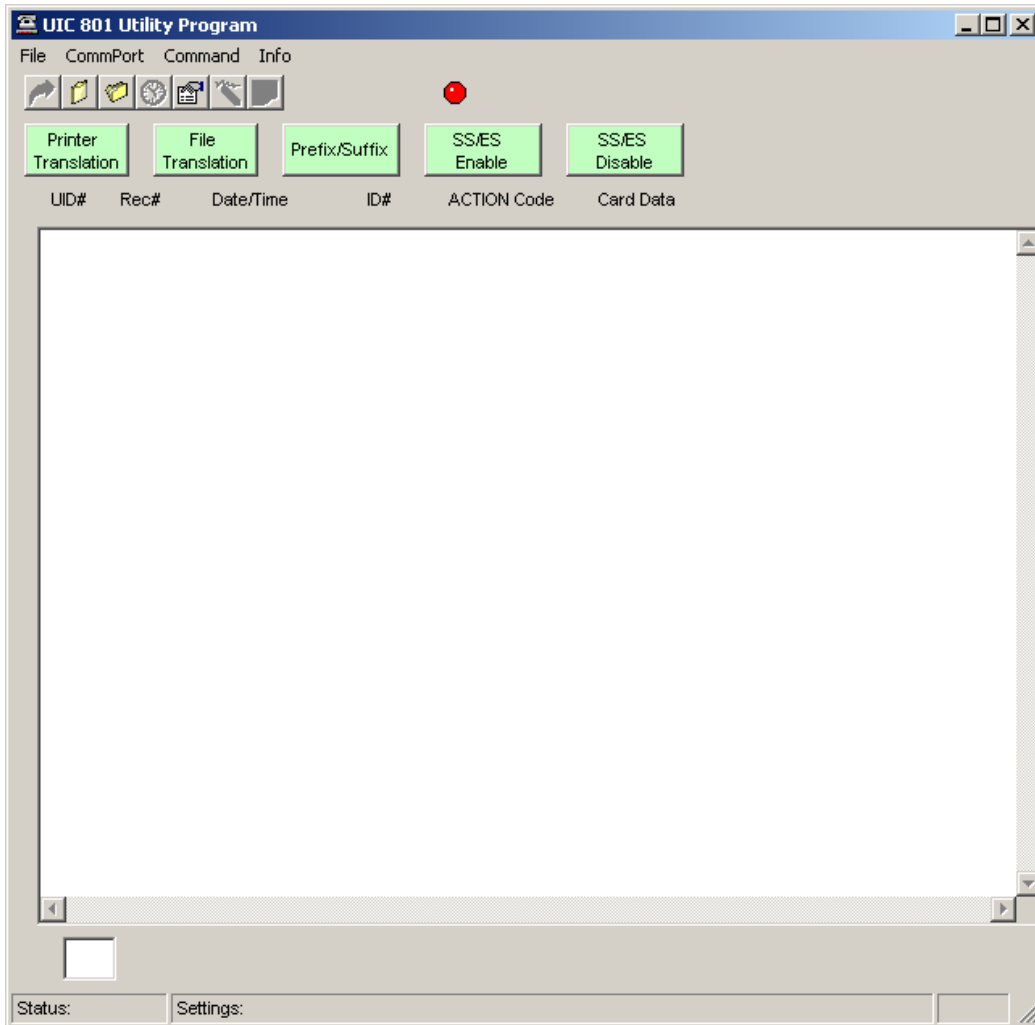 UIC 801 Utility Program
File CommPort Command Info
Printer Translation
File Translation
Prefix/Suffix
SS/ES Enable
SS/ES Disable
UID# Rec# Date/Time ID# ACTION Code Card Data
Status: Settings: